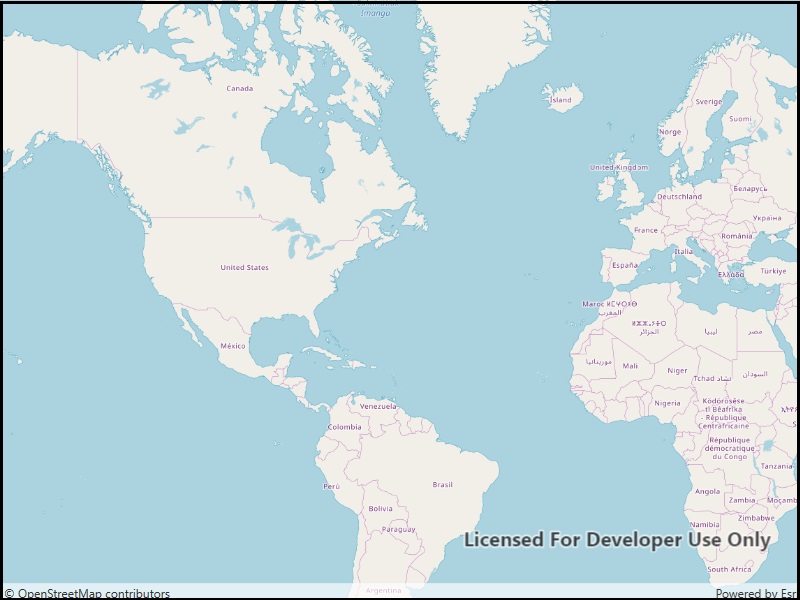 Imanga
Canada
Ísland
Sverige
Suomi
Norge
United Kingdom
Беларусь
Deutschland
Україна
France
România
Italia
España
Ελλάδα
Türkiye
United States
Maroc ⵍⵎⵖⵔⵉⴱ
المغرب
الجزائر
ليبيا
مصر
México
موريتانيا
Mali
Niger
Tchad تشاد
السودان
Nigeria
Ködörösêse
tî Bêafrîka
- République
Centrafricaine
Venezuela
Colombia
République
démocratique
du Congo
Tanzania
Perú
Brasil
Angola
Zambia
Moçamb
Bolivia
Zimbabwe
Paraguay
Namibia
Licensed For Developer Use Only
South Africa
Argentina
© OpenStreetMap contributors
Powered by Esri